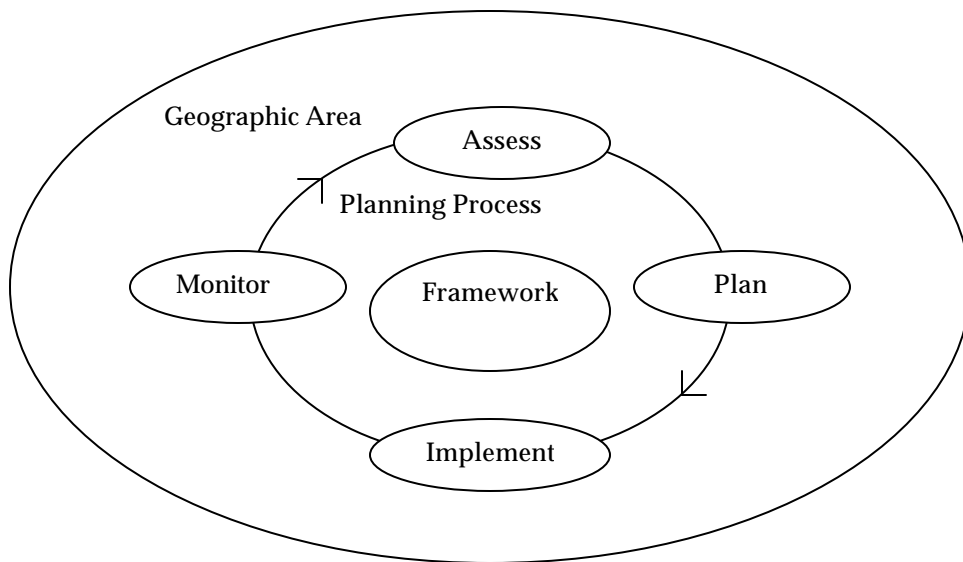 Geographic Area
Assess
Planning Process
Monitor
Framework
Plan
Implement